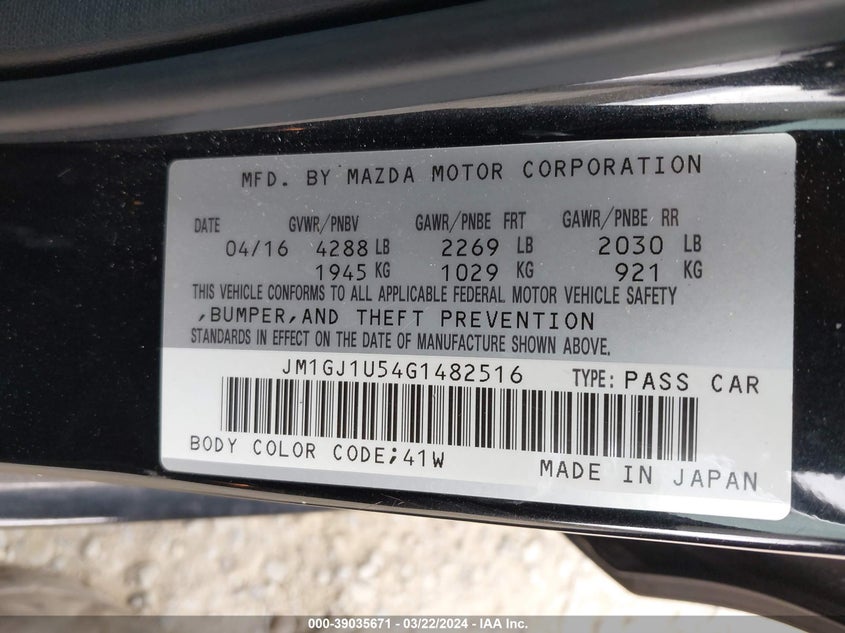 MFD. BY MAZDA MOTOR CORPORATION
DATE GVWR/PNBV GAWR/PNBE FRT GAWR/PNBE RR
04/16 4288 LB 2269 LB 2030 LB
1945 KG 1029 KG 921 KG
THIS VEHICLE CONFORMS TO ALL APPLICABLE FEDERAL MOTOR VEHICLE SAFETY
,BUMPER,AND THEFT PREVENTION
STANDARDS IN EFFECT ON THE DATE OF MANUFACTURE SHOWN ABOVE.
JM1GJ1U54G1482516 TYPE: PASS CAR
BODY COLOR CODE;41W
MADE IN JAPAN
000-39035671 - 03/22/2024 - IAA Inc.